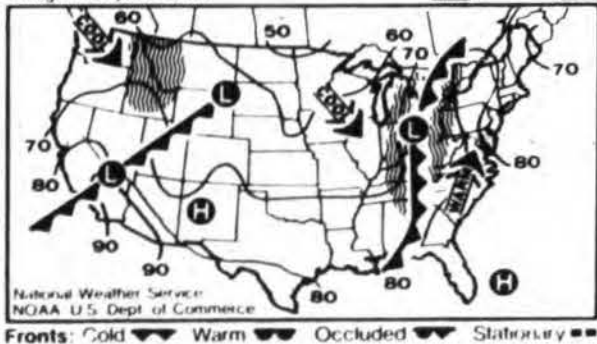 60
50
60
70
70
COOL
COOL
L
L
L
70
80
80
WARM
90
90
H
80
80
H
National Weather Service
NOAA U.S. Dept of Commerce
Fronts: Cold Warm Occluded Stationary